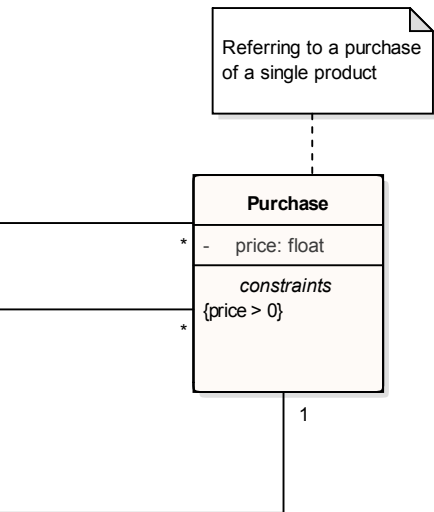 Referring to a purchase
of a single product
Purchase
* - price: float
constraints
{price > 0}
*
1